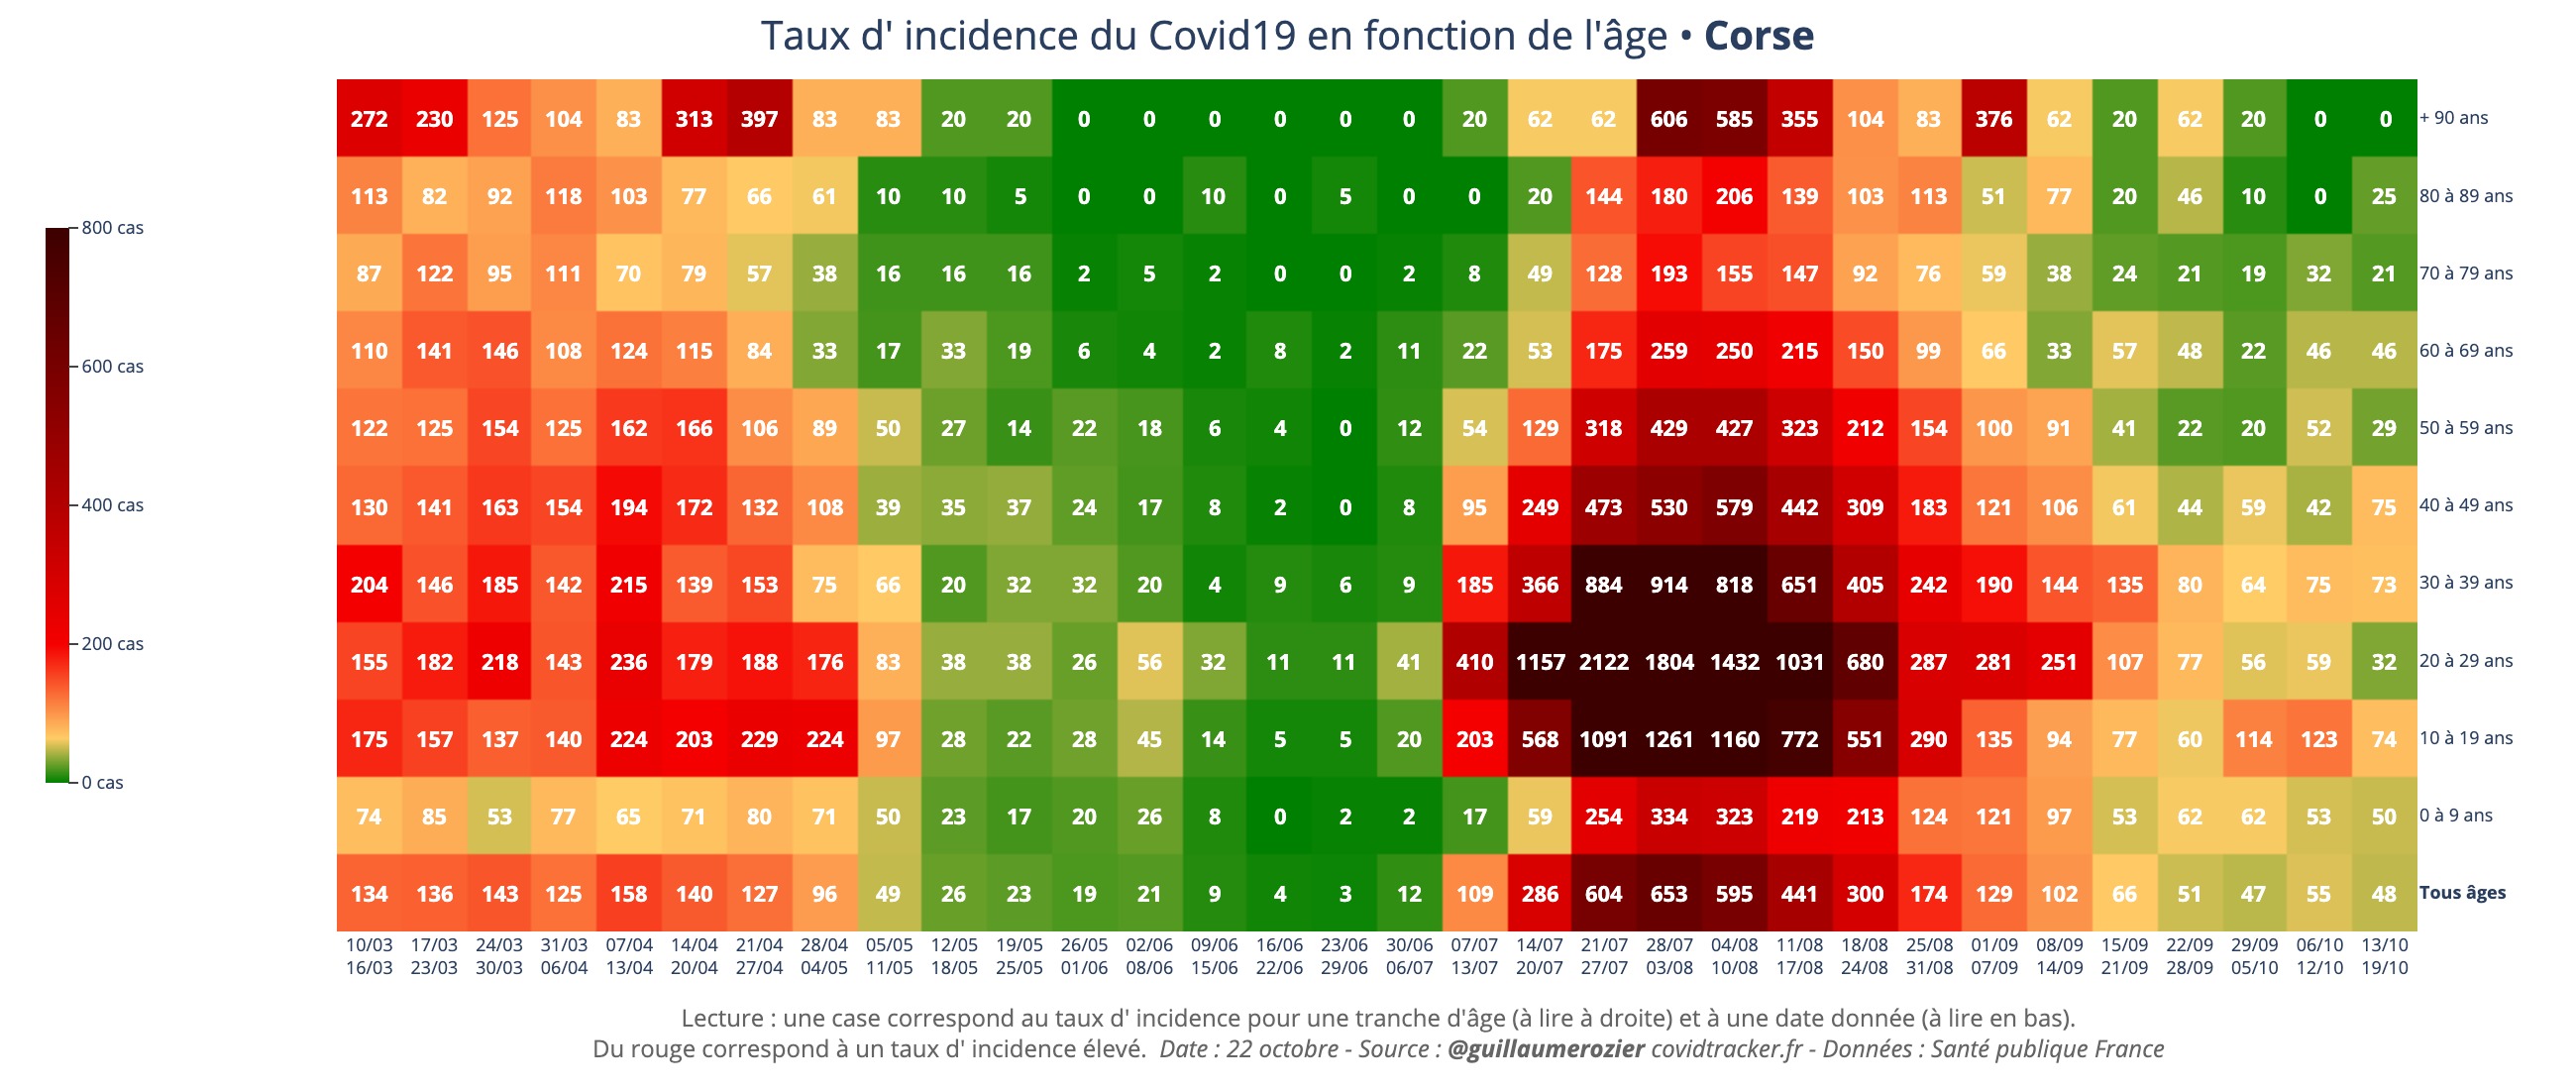 Taux d' incidence du Covid19 en fonction de l'âge • Corse
272 230 125 104 83 313 397 83 83 20 20 0 0 0 0 0 0 20 62 62 606 585 355 104 83 376 62 20 62 20 0 0 + 90 ans
113 82 92 118 103 77 66 61 10 10 5 0 0 10 0 5 0 0 20 144 180 206 139 103 113 51 77 20 46 10 0 25 80 à 89 ans
800 cas
87 122 95 111 70 79 57 38 16 16 16 2 5 2 0 0 2 8 49 128 193 155 147 92 76 59 38 24 21 19 32 21 70 à 79 ans
110 141 146 108 124 115 84 33 17 33 19 6 4 2 8 2 11 22 53 175 259 250 215 150 99 66 33 57 48 22 46 46 60 à 69 ans
600 cas
122 125 154 125 162 166 106 89 50 27 14 22 18 6 4 0 12 54 129 318 429 427 323 212 154 100 91 41 22 20 52 29 50 à 59 ans
400 cas
130 141 163 154 194 172 132 108 39 35 37 24 17 8 2 0 8 95 249 473 530 579 442 309 183 121 106 61 44 59 42 75 40 à 49 ans
204 146 185 142 215 139 153 75 66 20 32 32 20 4 9 6 9 185 366 884 914 818 651 405 242 190 144 135 80 64 75 73 30 à 39 ans
200 cas
155 182 218 143 236 179 188 176 83 38 38 26 56 32 11 11 41 410 1157 2122 1804 1432 1031 680 287 281 251 107 77 56 59 32 20 à 29 ans
175 157 137 140 224 203 229 224 97 28 22 28 45 14 5 5 20 203 568 1091 1261 1160 772 551 290 135 94 77 60 114 123 74 10 à 19 ans
0 cas
74 85 53 77 65 71 80 71 50 23 17 20 26 8 0 2 2 17 59 254 334 323 219 213 124 121 97 53 62 62 53 50 0 à 9 ans
134 136 143 125 158 140 127 96 49 26 23 19 21 9 4 3 12 109 286 604 653 595 441 300 174 129 102 66 51 47 55 48 Tous âges
10/03 17/03 24/03 31/03 07/04 14/04 21/04 28/04 05/05 12/05 19/05 26/05 02/06 09/06 16/06 23/06 30/06 07/07 14/07 21/07 28/07 04/08 11/08 18/08 25/08 01/09 08/09 15/09 22/09 29/09 06/10 13/10
16/03 23/03 30/03 06/04 13/04 20/04 27/04 04/05 11/05 18/05 25/05 01/06 08/06 15/06 22/06 29/06 06/07 13/07 20/07 27/07 03/08 10/08 17/08 24/08 31/08 07/09 14/09 21/09 28/09 05/10 12/10 19/10
Lecture : une case correspond au taux d' incidence pour une tranche d'âge (à lire à droite) et à une date donnée (à lire en bas).
Du rouge correspond à un taux d' incidence élevé. Date : 22 octobre - Source : @guillaumerozier covidtracker.fr - Données : Santé publique France